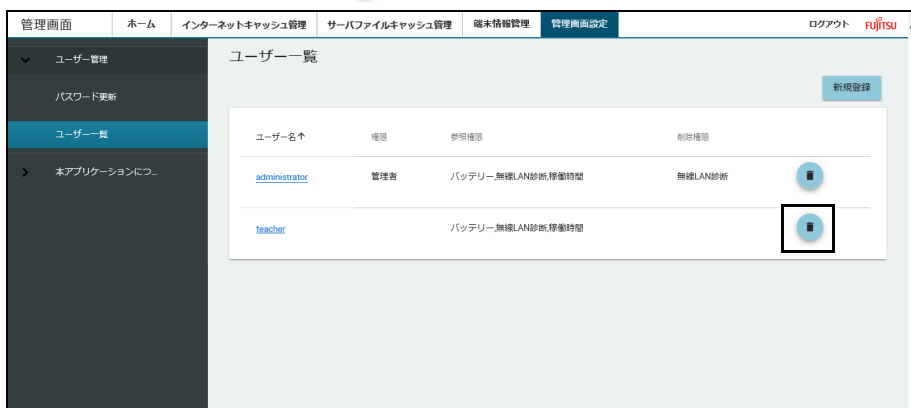 管理画面 ホーム インターネットキャッシュ管理 サーバファイルキャッシュ管理 端末情報管理 管理画面設定 ログアウト FUJITSU
ユーザー管理
ユーザー一覧
パスワード更新
新規登録
ユーザー一覧
ユーザー名↑ 権限 参照権限 削除権限
本アプリケーションにつ...
administrator 管理者 バッテリー,無線LAN診断,稼働時間 無線LAN診断
teacher バッテリー,無線LAN診断,稼働時間